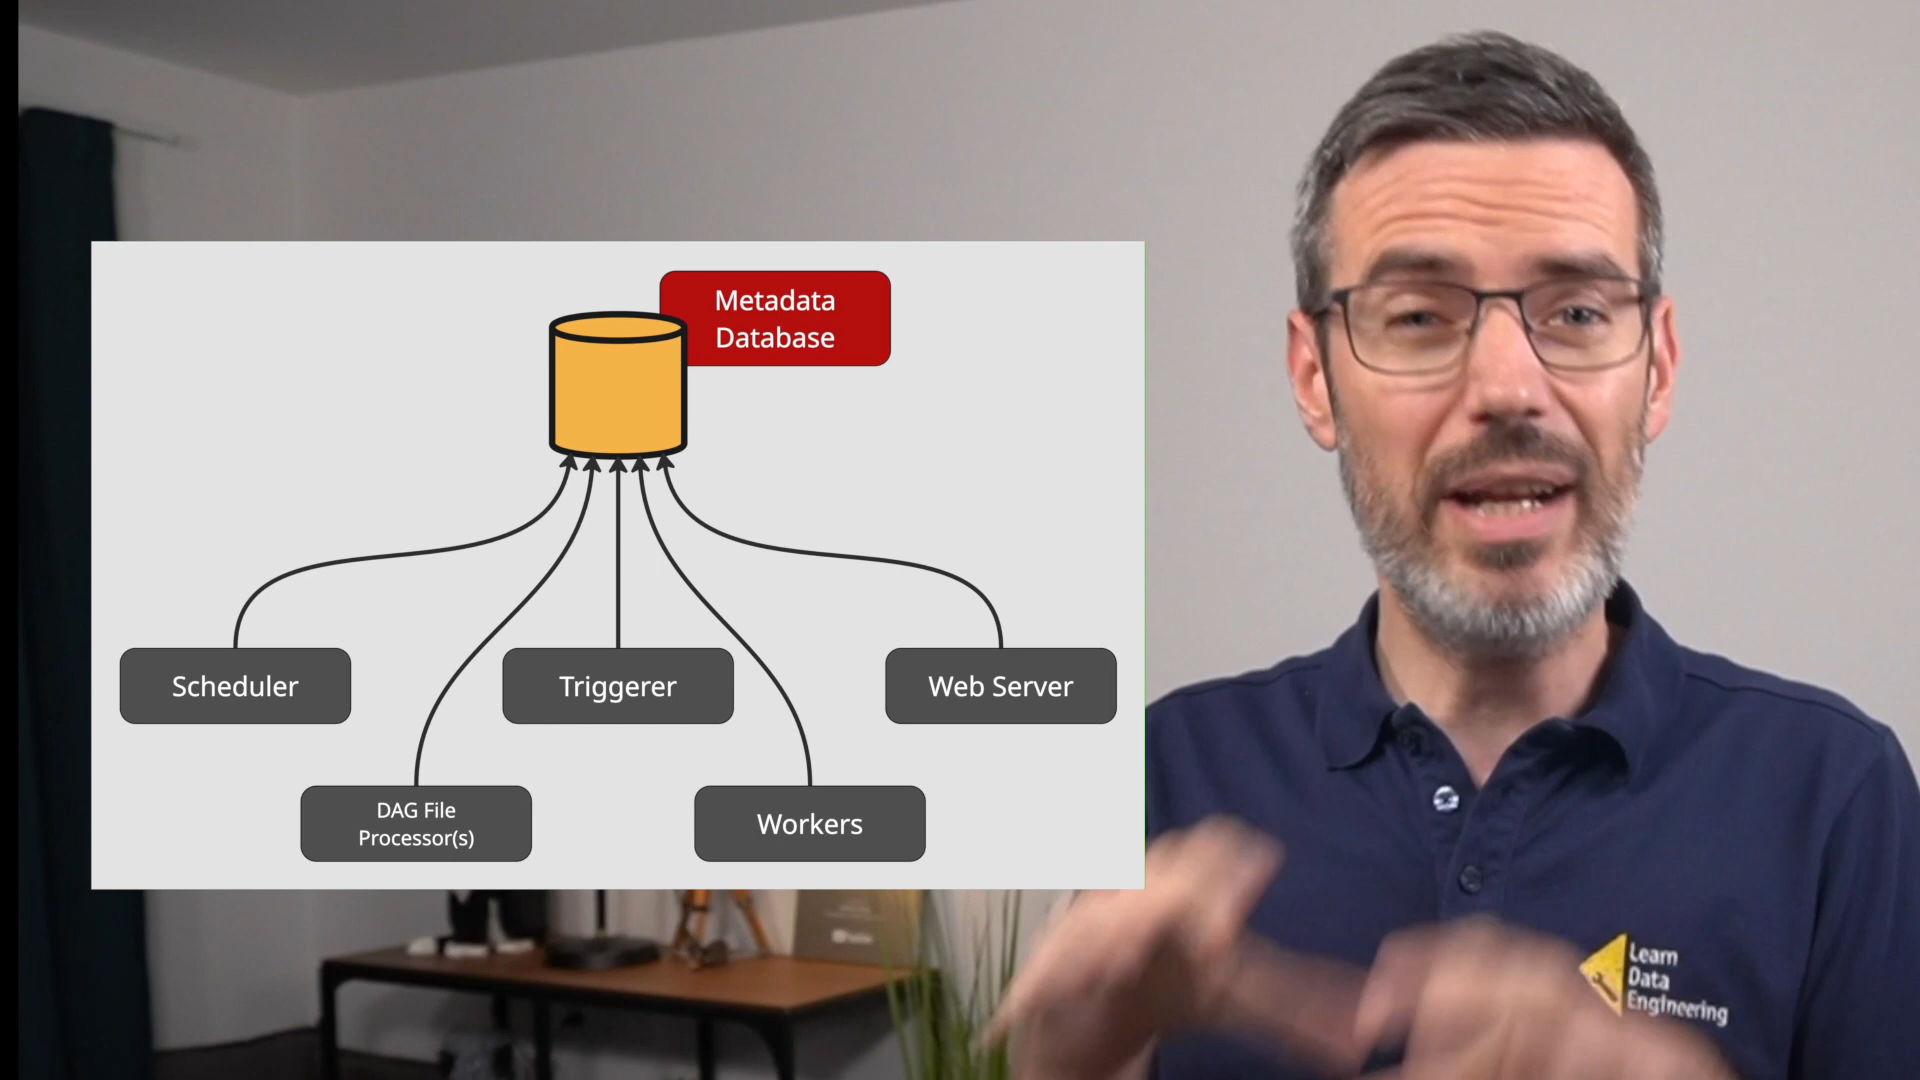 Metadata
Database
Scheduler
Triggerer
Web Server
DAG File
Processor(s)
Workers
Learn
Data
Engineering